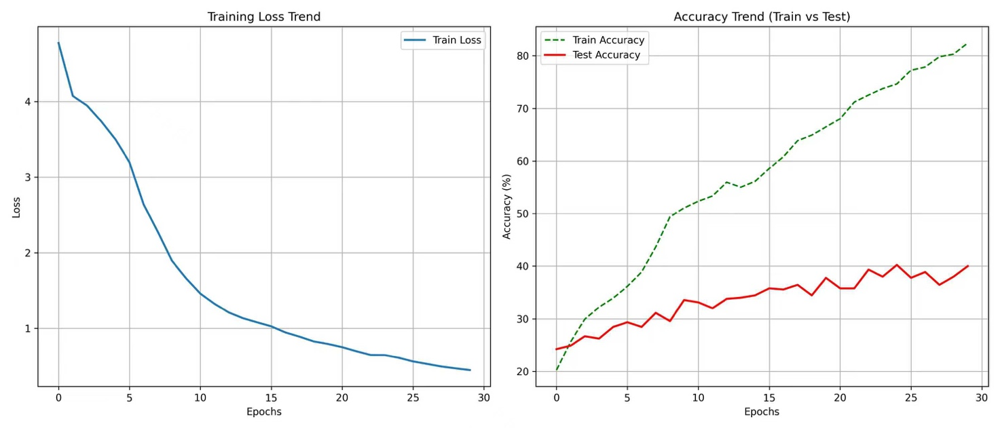 Training Loss Trend
Train Loss
4
3
2
1
Loss
0 5 10 15 20 25 30
Epochs
Accuracy Trend (Train vs Test)
Train Accuracy
Test Accuracy
80
70
60
50
40
30
20
Accuracy (%)
0 5 10 15 20 25 30
Epochs